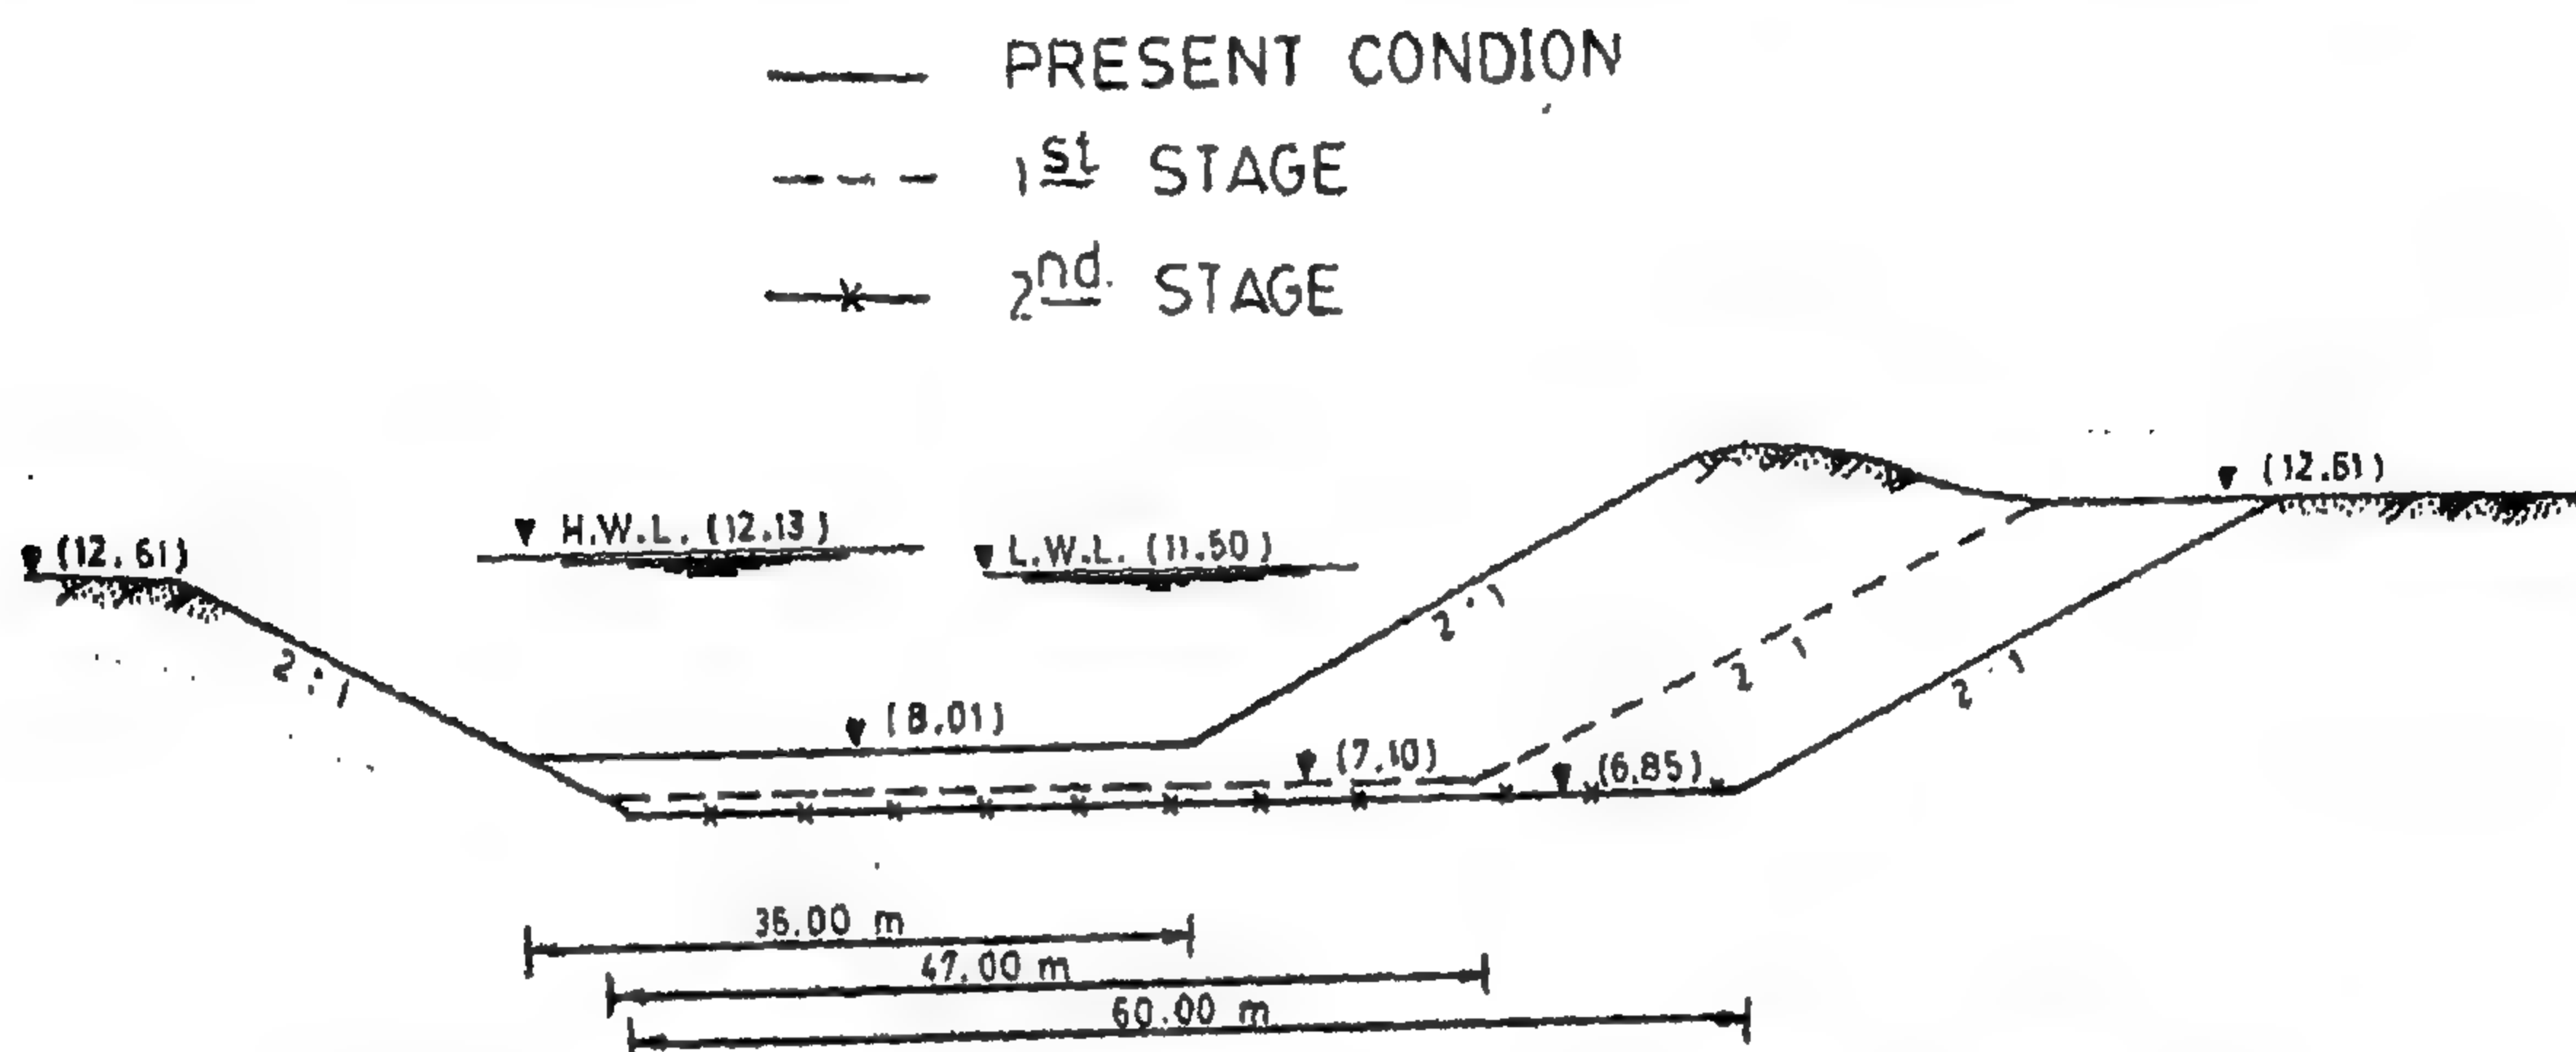 PRESENT CONDION
1st STAGE
2nd. STAGE
(12.61)
H.W.L. (12.13)
L.W.L. (11.50)
(12.61)
2:1
(8.01)
2:1
(7.10)
2 1
(6.85)
2:1
36.00 m
47.00 m
60.00 m